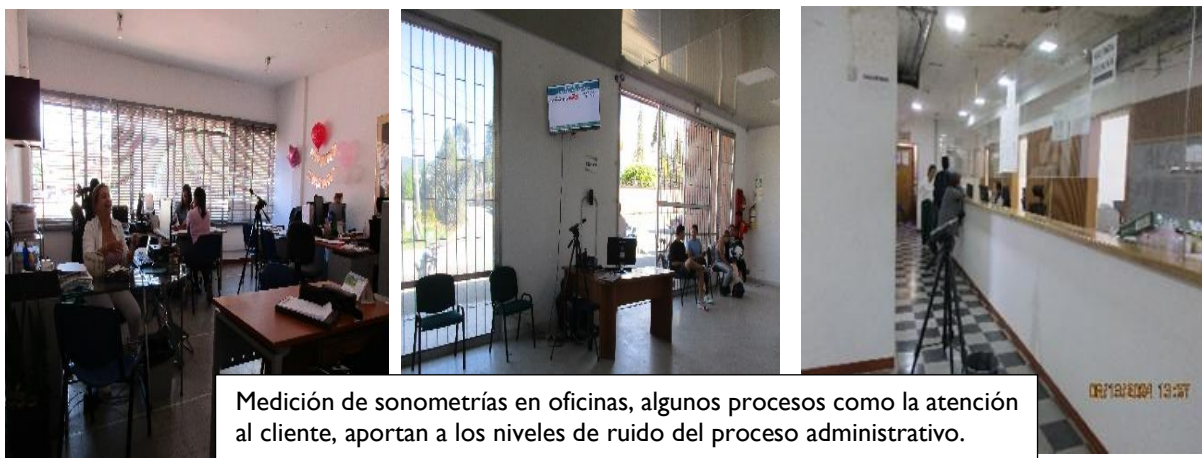 Medición de sonometrías en oficinas, algunos procesos como la atención
al cliente, aportan a los niveles de ruido del proceso administrativo.